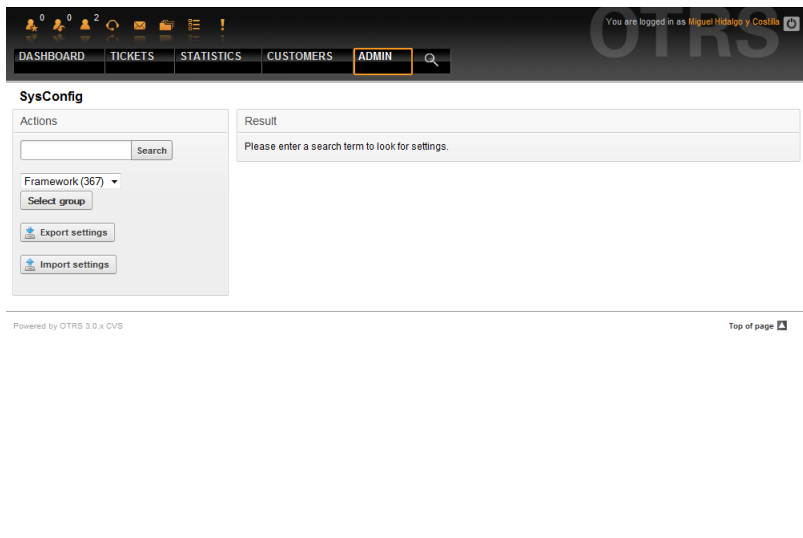 0 0 2
You are logged in as Miguel Hidalgo y Costilla
OTRS
DASHBOARD TICKETS STATISTICS CUSTOMERS ADMIN
SysConfig
Actions
Search
Framework (367)
Select group
Export settings
Import settings
Result
Please enter a search term to look for settings.
Powered by OTRS 3.0.x CVS
Top of page